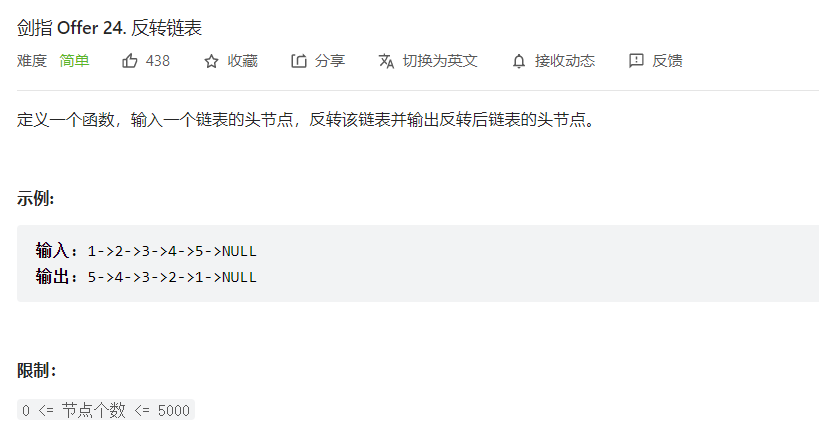 剑指 Offer 24. 反转链表
难度 简单 438 收藏 分享 切换为英文 接收动态 反馈
定义一个函数，输入一个链表的头节点，反转该链表并输出反转后链表的头节点。
示例:
输入: 1->2->3->4->5->NULL
输出: 5->4->3->2->1->NULL
限制：
0 <= 节点个数 <= 5000